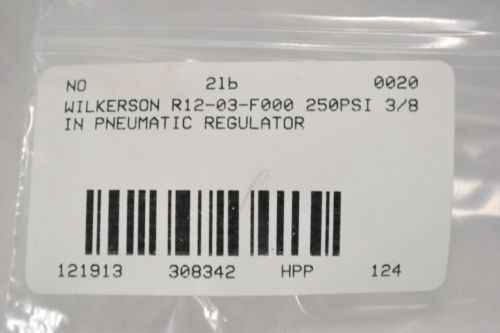 NO 21b 0020
WILKERSON R12-03-F000 250PSI 3/8
IN PNEUMATIC REGULATOR
121913 308342 HPP 124